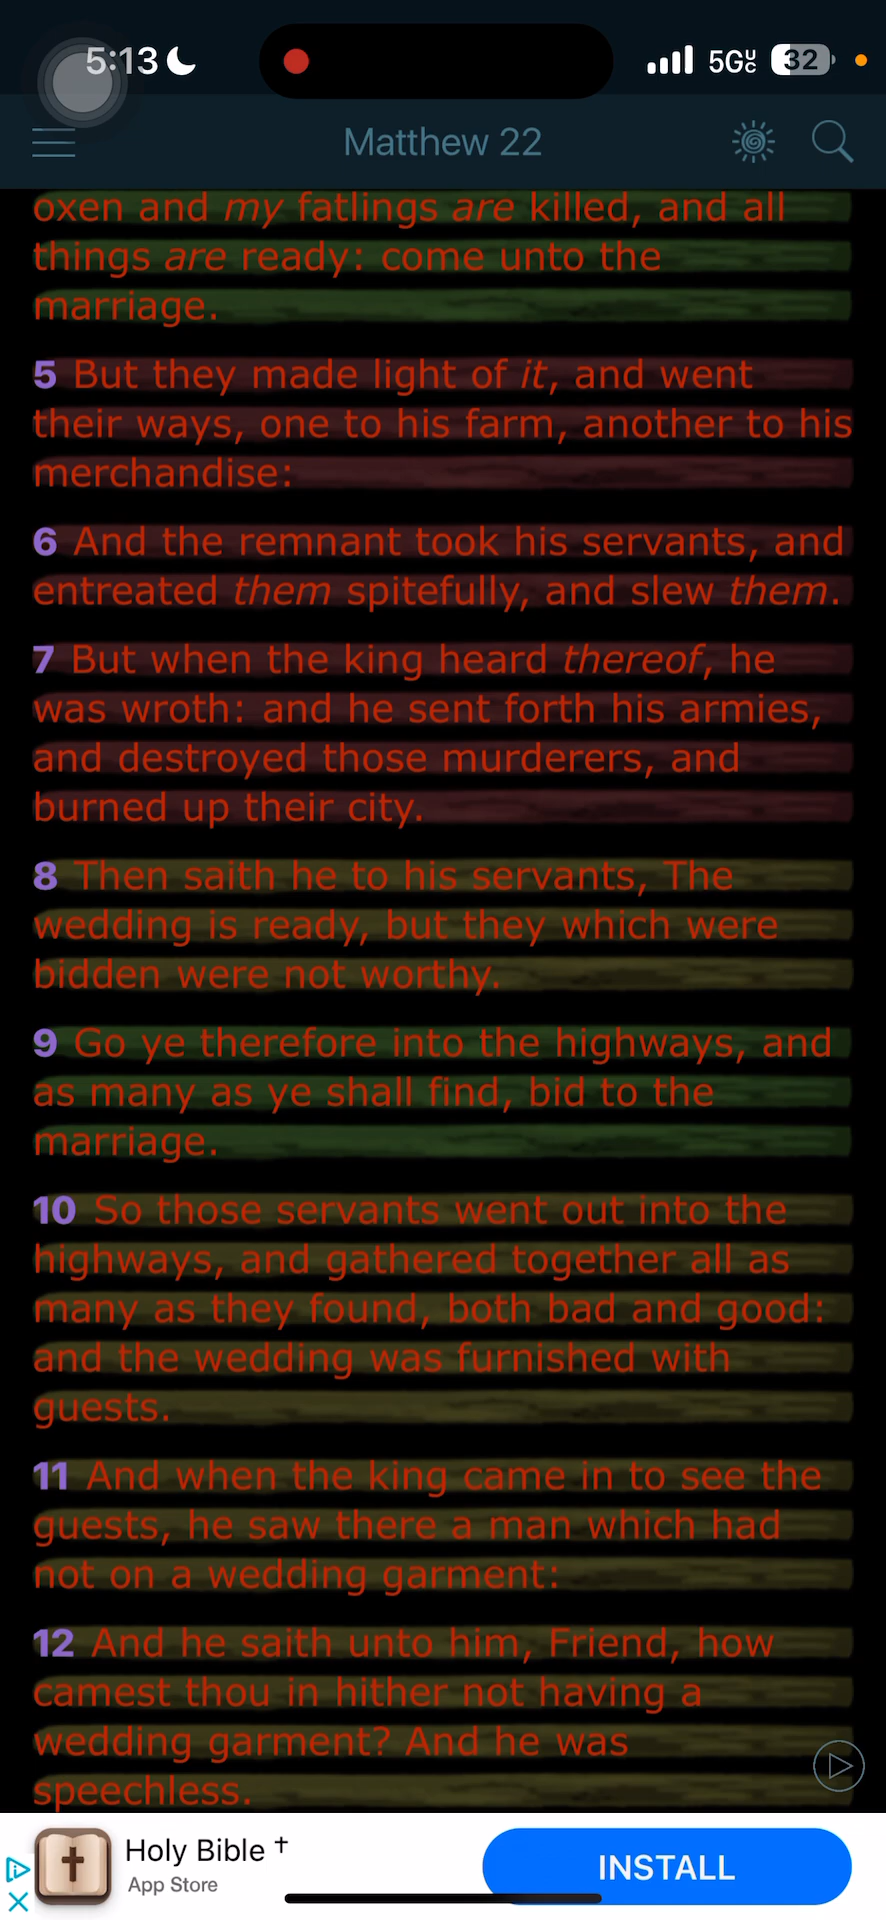 5:13
5G
32
Matthew 22
oxen and my fatlings are killed, and all
things are ready: come unto the
marriage.
5 But they made light of it, and went
their ways, one to his farm, another to his
merchandise:
6 And the remnant took his servants, and
entreated them spitefully, and slew them.
7 But when the king heard thereof, he
was wroth: and he sent forth his armies,
and destroyed those murderers, and
burned up their city.
8 Then saith he to his servants, The
wedding is ready, but they which were
bidden were not worthy.
9 Go ye therefore into the highways, and
as many as ye shall find, bid to the
marriage.
10 So those servants went out into the
highways, and gathered together all as
many as they found, both bad and good:
and the wedding was furnished with
guests.
11 And when the king came in to see the
guests, he saw there a man which had
not on a wedding garment:
12 And he saith unto him, Friend, how
camest thou in hither not having a
wedding garment? And he was
speechless.
Holy Bible ✝
App Store
INSTALL